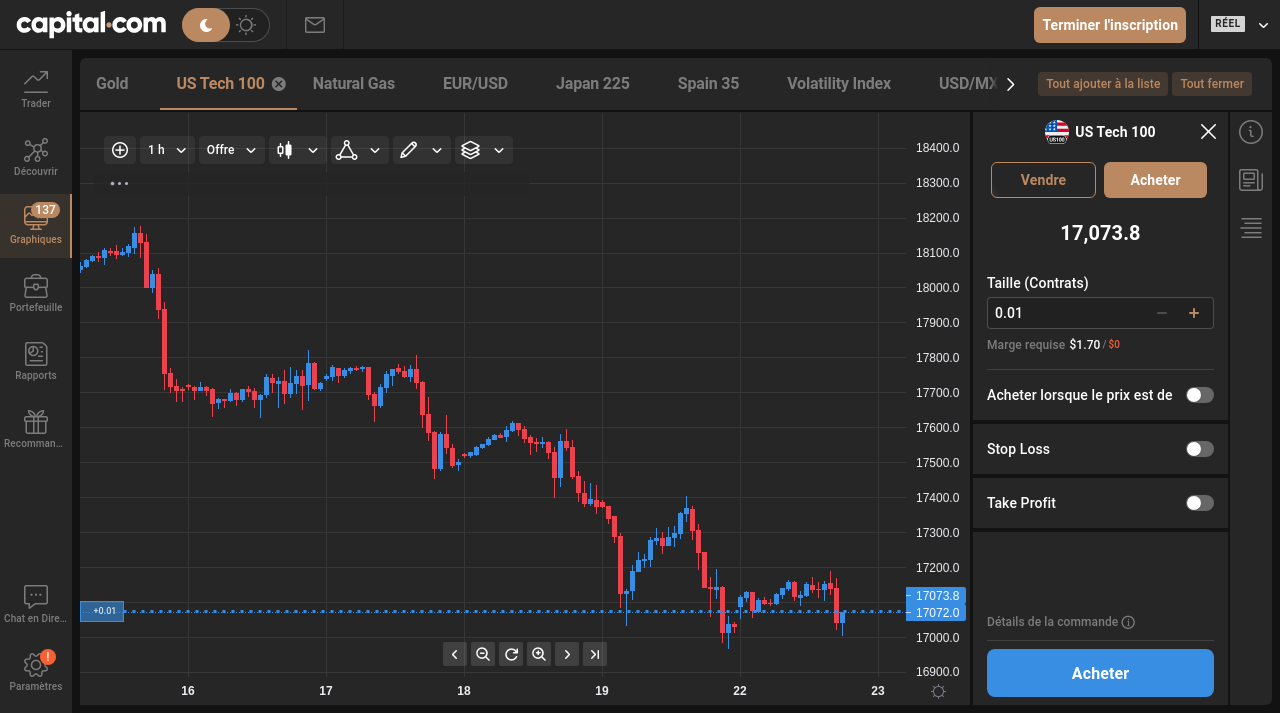 capital.com
Terminer l'inscription
RÉEL
Trader
Découvrir
137
Graphiques
Portefeuille
Rapports
Recomman...
Chat en Dire...
!
Paramètres
Gold
US Tech 100
Natural Gas
EUR/USD
Japan 225
Spain 35
Volatility Index
USD/MX
Tout ajouter à la liste
Tout fermer
1 h
Offre
18400.0
18300.0
18200.0
18100.0
18000.0
17900.0
17800.0
17700.0
17600.0
17500.0
17400.0
17300.0
17200.0
17073.8
17072.0
17000.0
16900.0
+0.01
16
17
18
19
22
23
US100
US Tech 100
Vendre
Acheter
17,073.8
Taille (Contrats)
0.01
Marge requise $1.70 / $0
Acheter lorsque le prix est de
Stop Loss
Take Profit
Détails de la commande
Acheter